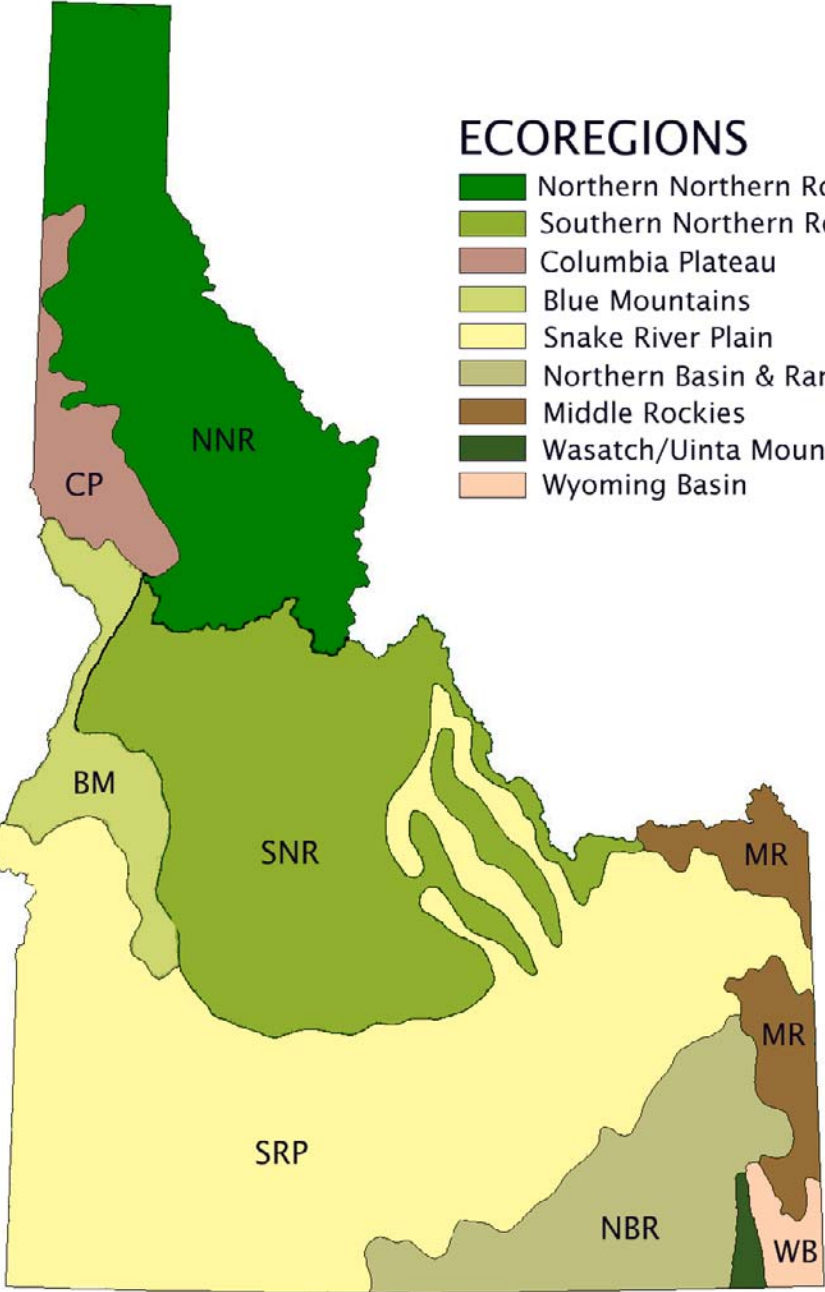 ECOREGIONS
Northern Northern Ro
Southern Northern Ro
Columbia Plateau
Blue Mountains
Snake River Plain
Northern Basin & Ran
Middle Rockies
Wasatch/Uinta Moun
Wyoming Basin
NNR
CP
BM
SNR
MR
MR
SRP
NBR
WB